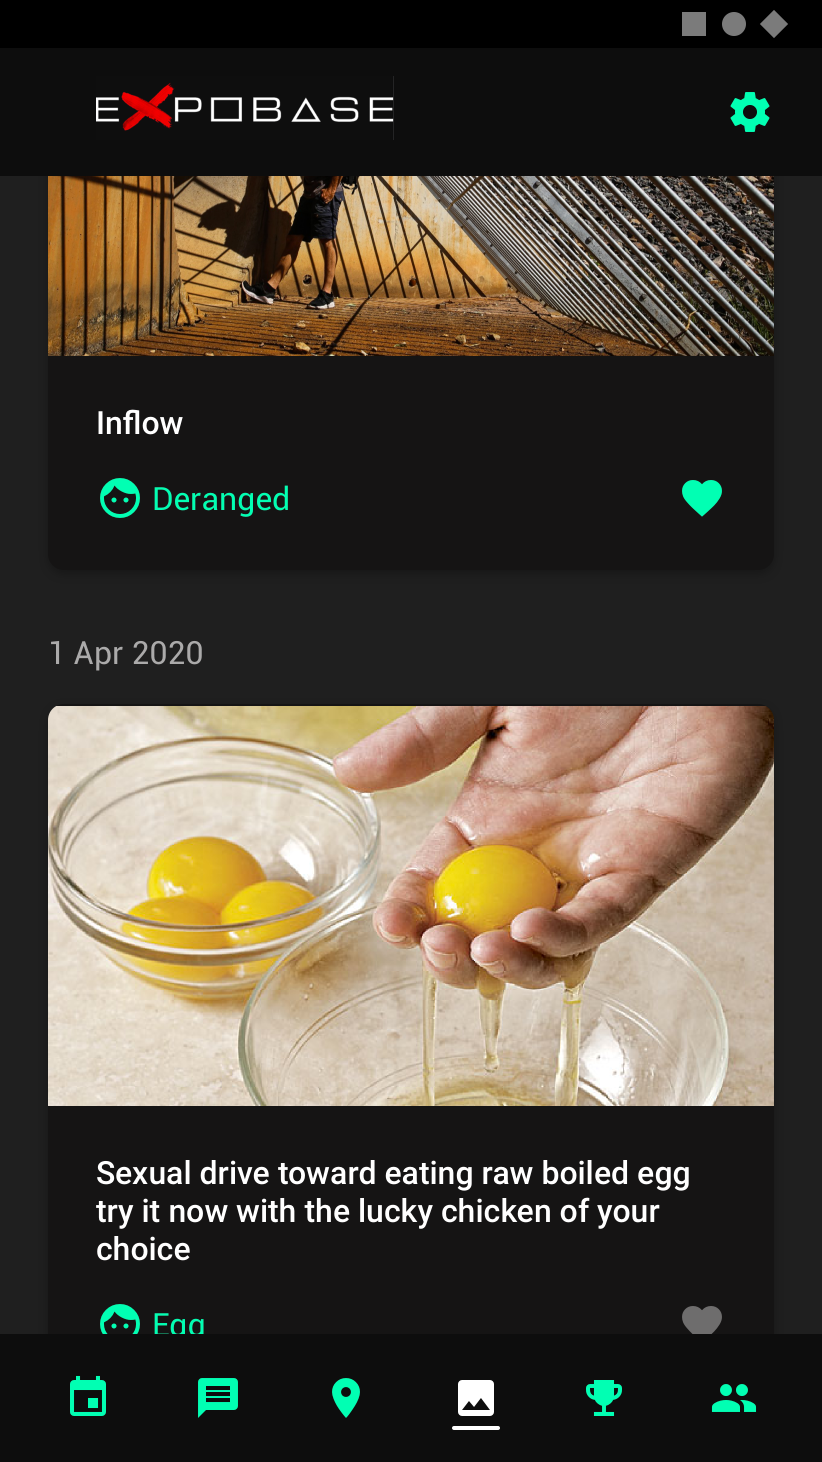 EXPOBASE
Inflow
Deranged
1 Apr 2020
Sexual drive toward eating raw boiled egg
try it now with the lucky chicken of your
choice
Egg